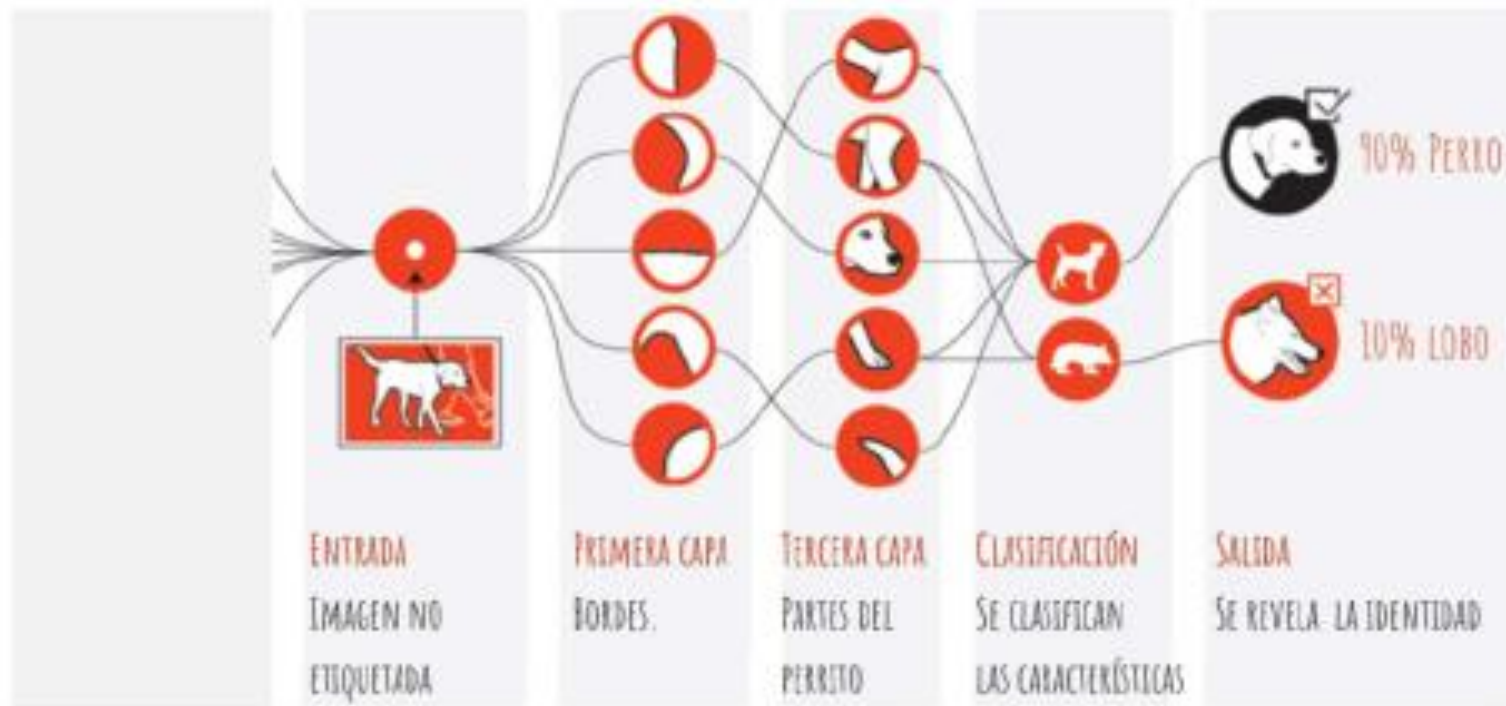 90% PERRO
10% LOBO
ENTRADA
IMAGEN NO
ETIQUETADA
PRIMERA CAPA
BORDES.
TERCERA CAPA
PARTES DEL
PERRITO
CLASIFICACIÓN
SE CLASIFICAN
LAS CARACTERÍSTICAS
SALIDA
SE REVELA LA IDENTIDAD